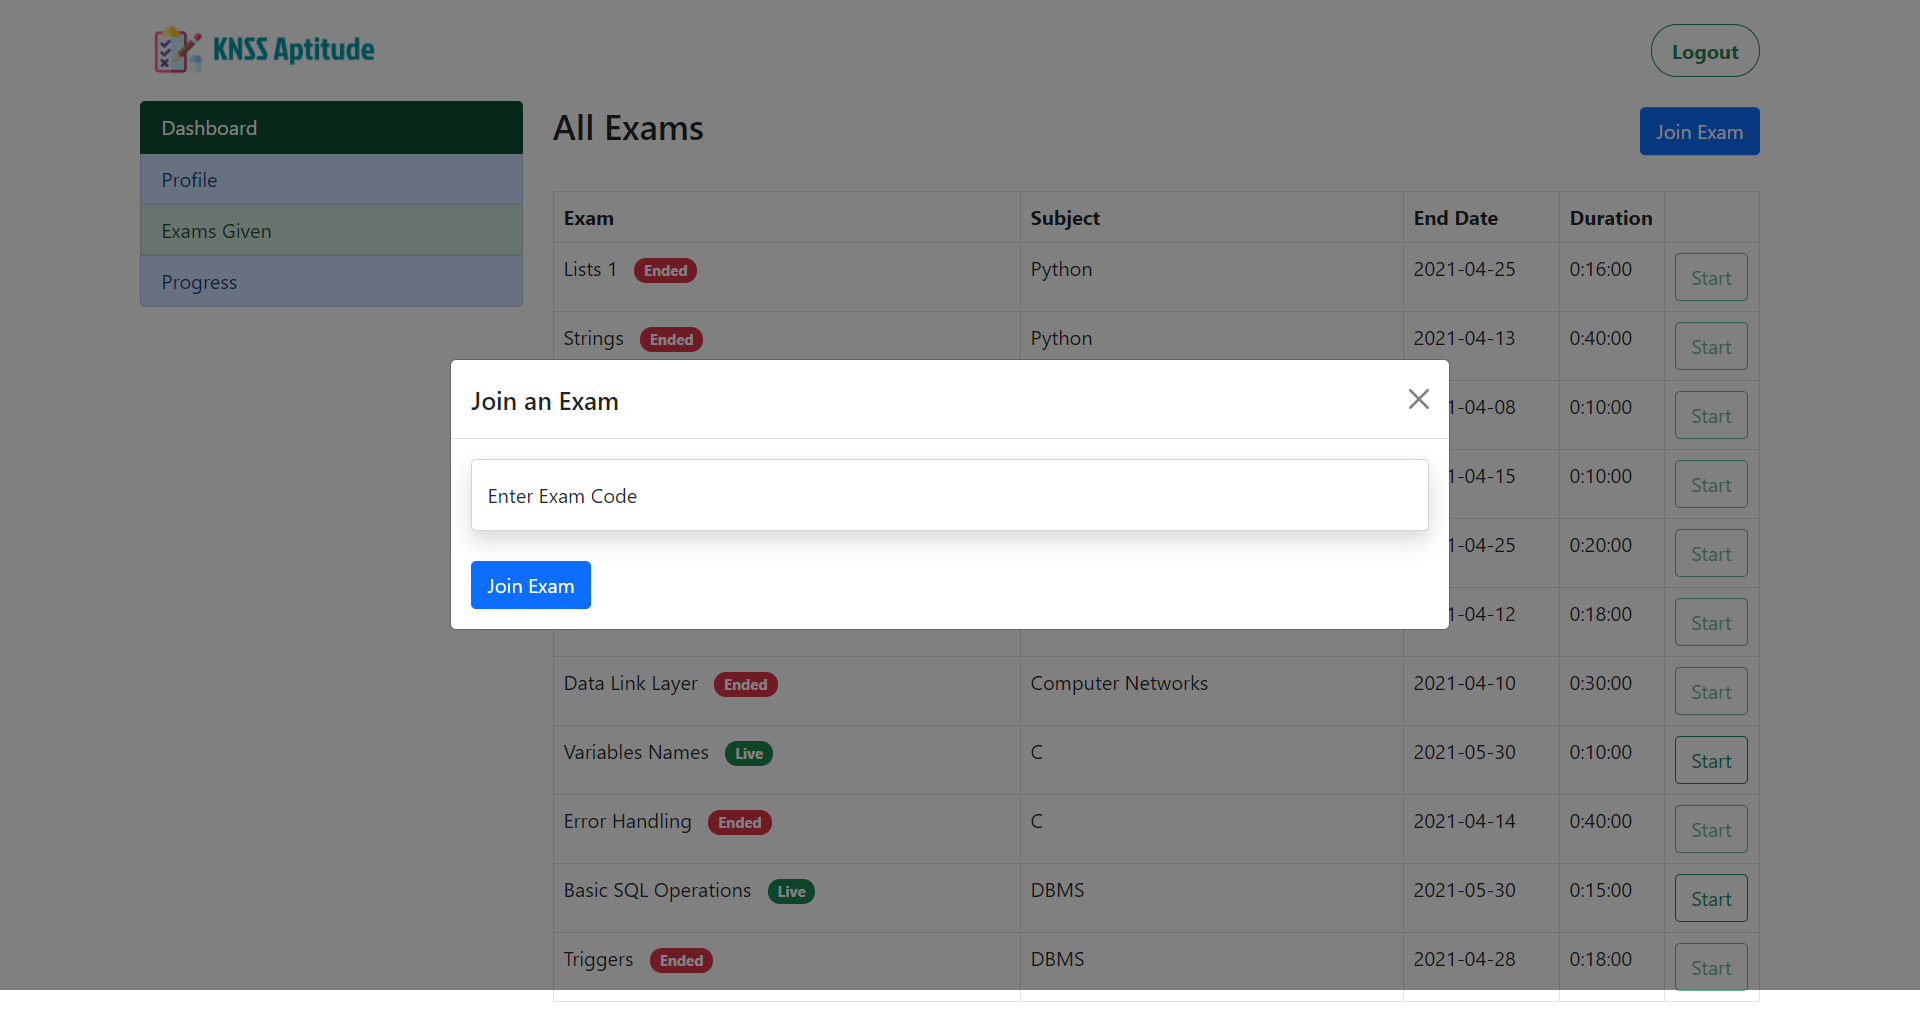 KNSS Aptitude
Logout
Dashboard
Profile
Exams Given
Progress
All Exams
Join Exam
Exam Subject End Date Duration
Lists 1 Ended Python 2021-04-25 0:16:00 Start
Strings Ended Python 2021-04-13 0:40:00 Start
1-04-08 0:10:00 Start
1-04-15 0:10:00 Start
1-04-25 0:20:00 Start
1-04-12 0:18:00 Start
Join an Exam
Enter Exam Code
Join Exam
Data Link Layer Ended Computer Networks 2021-04-10 0:30:00 Start
Variables Names Live C 2021-05-30 0:10:00 Start
Error Handling Ended C 2021-04-14 0:40:00 Start
Basic SQL Operations Live DBMS 2021-05-30 0:15:00 Start
Triggers Ended DBMS 2021-04-28 0:18:00 Start